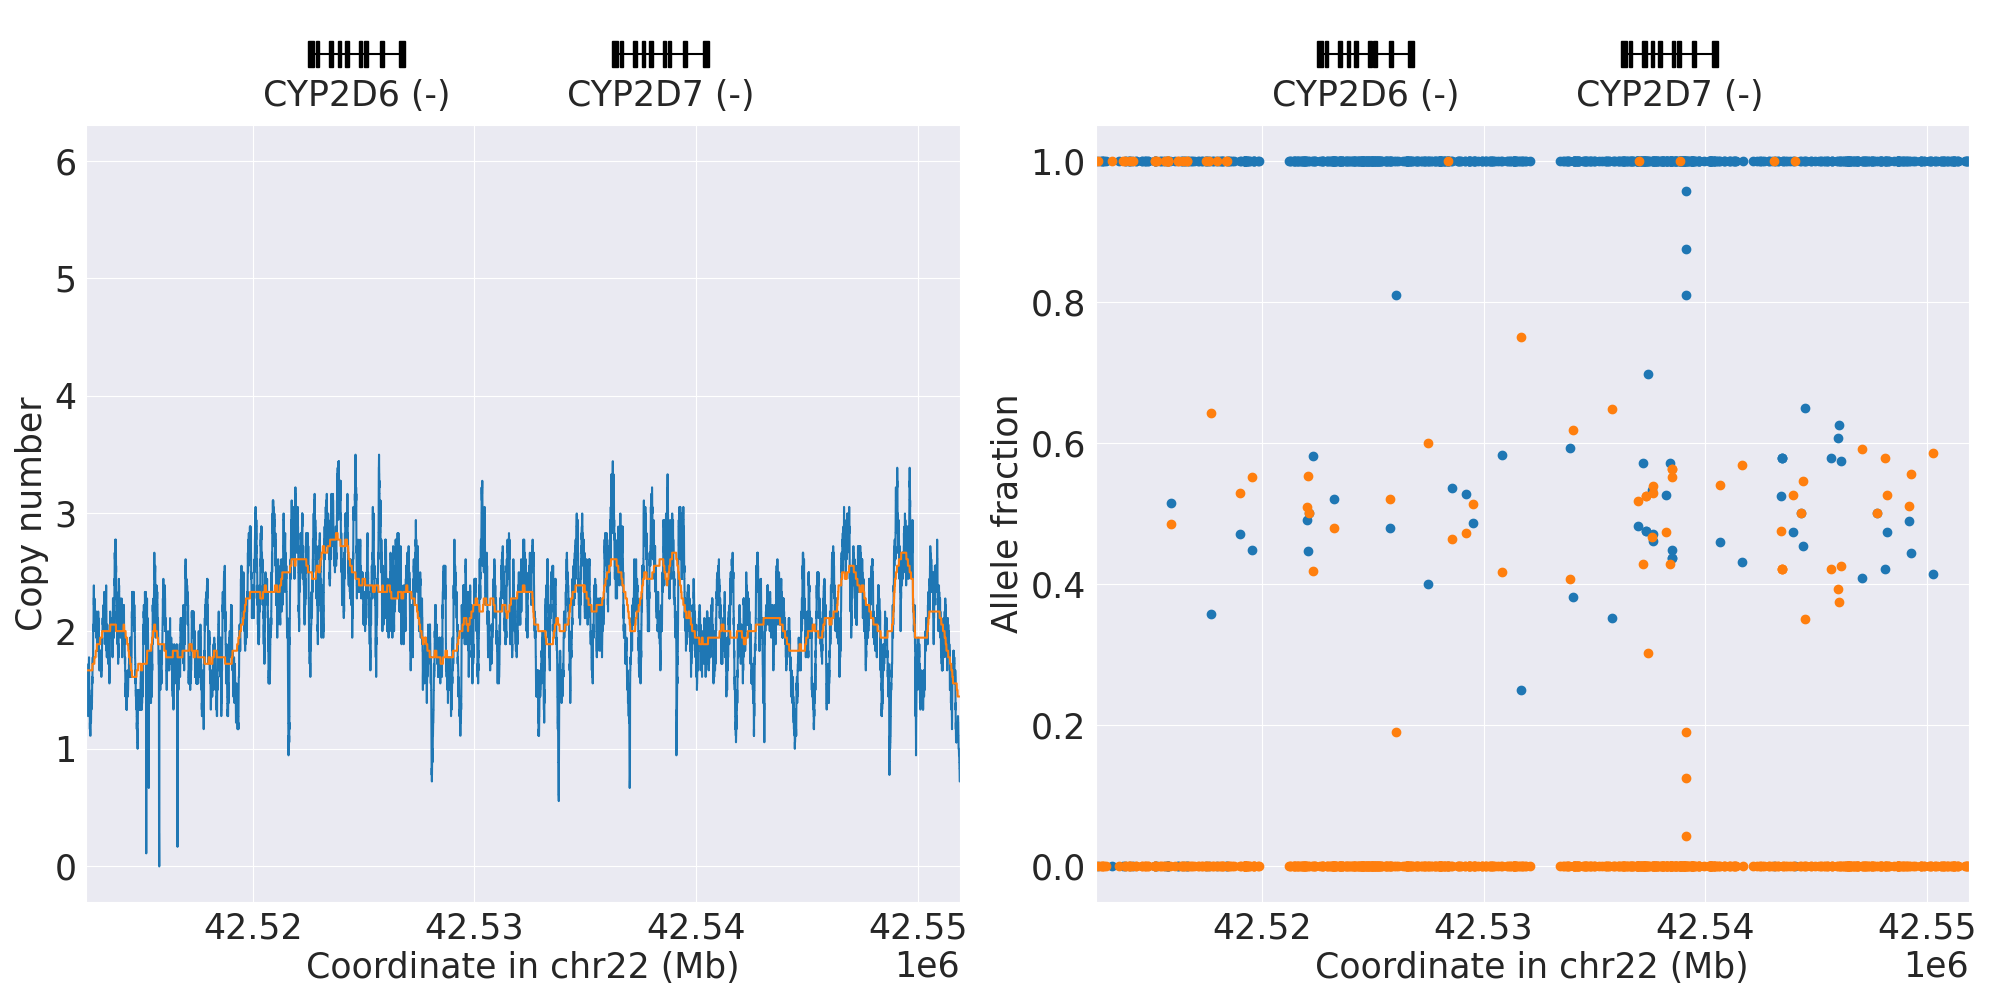 CYP2D6 (-) CYP2D7 (-)
6
5
4
3
2
1
0
Copy number
42.52 42.53 42.54 42.55
Coordinate in chr22 (Mb)
1e6
CYP2D6 (-) CYP2D7 (-)
1.0
0.8
0.6
0.4
0.2
0.0
Allele fraction
42.52 42.53 42.54 42.55
Coordinate in chr22 (Mb)
1e6